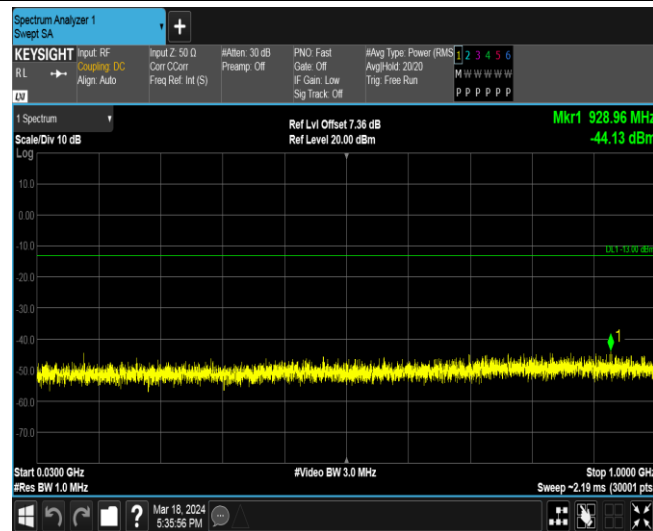 Spectrum Analyzer 1
Swept SA
+
KEYSIGHT
RL
LXI
Input: RF
Coupling: DC
Align: Auto
Input Z: 50 Ω
Corr CCorr
Freq Ref: Int (S)
#Atten: 30 dB
Preamp: Off
PNO: Fast
Gate: Off
IF Gain: Low
Sig Track: Off
#Avg Type: Power (RMS
Avg|Hold: 20/20
Trig: Free Run
1 2 3 4 5 6
M W W W W W
P P P P P P
1 Spectrum
Scale/Div 10 dB
Ref Lvl Offset 7.36 dB
Ref Level 20.00 dBm
Mkr1 928.96 MHz
-44.13 dBm
Log
10.0
0.00
-10.0
DL1 -13.00 dBm
-20.0
-30.0
-40.0
1
-50.0
-60.0
-70.0
Start 0.0300 GHz
#Video BW 3.0 MHz
Stop 1.0000 GHz
#Res BW 1.0 MHz
Sweep ~2.19 ms (30001 pts
?
Mar 18, 2024
5:35:56 PM